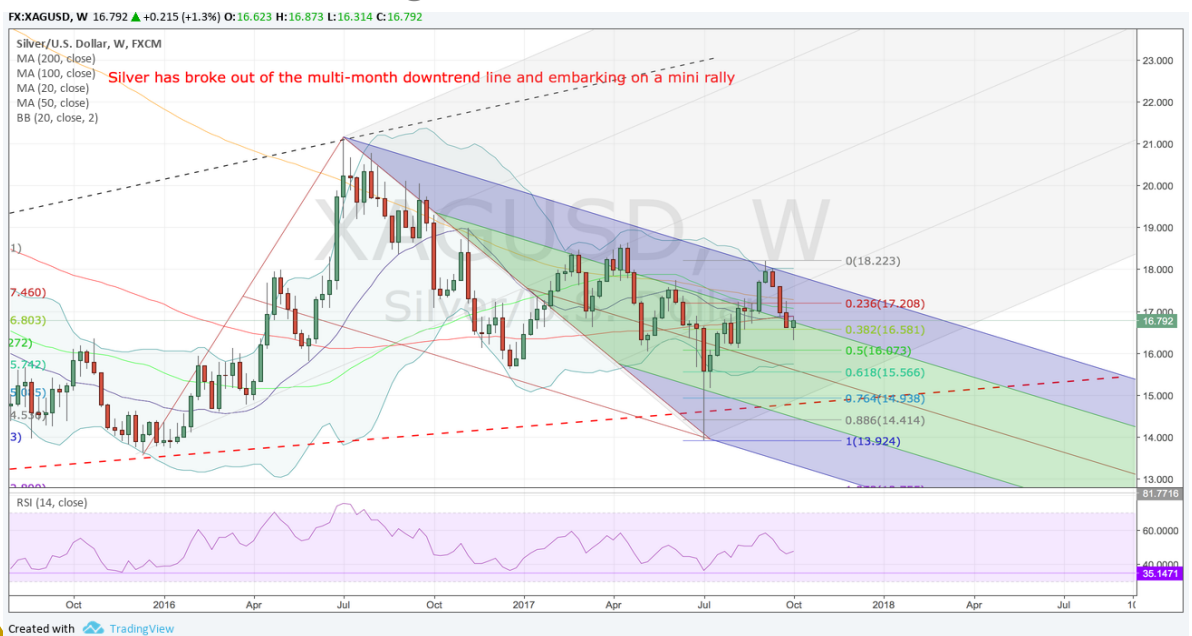 FX:XAGUSD, W 16.792 ▲ +0.215 (+1.3%) O:16.623 H:16.873 L:16.314 C:16.792
Silver/U.S. Dollar, W, FXCM
MA (200, close)
MA (100, close)
MA (20, close)
MA (50, close)
BB (20, close, 2)
Silver has broke out of the multi-month downtrend line and embarking on a mini rally
XAGUSD, W
Silver/U.S. Dollar
23.000
22.000
21.000
20.000
19.000
18.000
17.000
16.792
16.000
15.000
14.000
13.000
1)
7.460)
6.803)
272)
5.742)
3)
0(18.223)
0.236(17.208)
0.382(16.581)
0.5(16.073)
0.618(15.566)
0.764(14.938)
0.886(14.414)
1(13.924)
RSI (14, close)
81.7716
60.0000
40.0000
35.1471
Oct 2016 Apr Jul Oct 2017 Apr Jul Oct 2018 Apr Jul 10
Created with TradingView